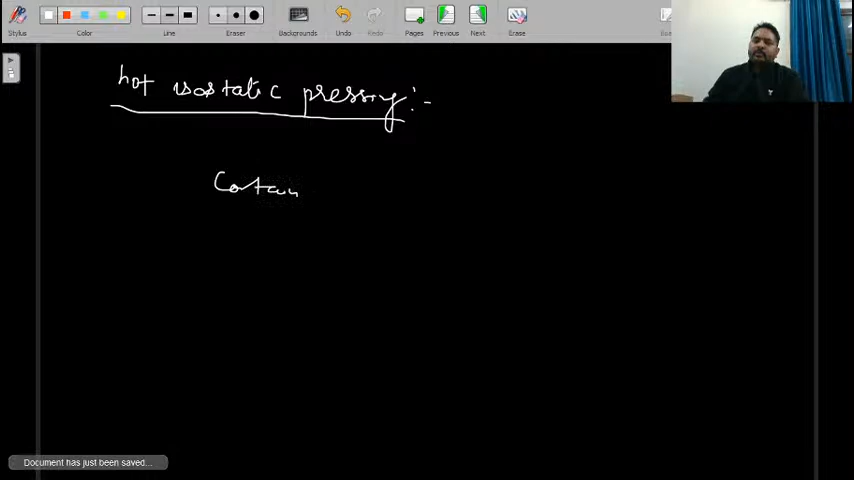 Stylus
Color
Line
Eraser
Backgrounds
Undo
Redo
Pages
Previous
Next
Erase
hot isostatic pressing :-
Contain
Document has just been saved...